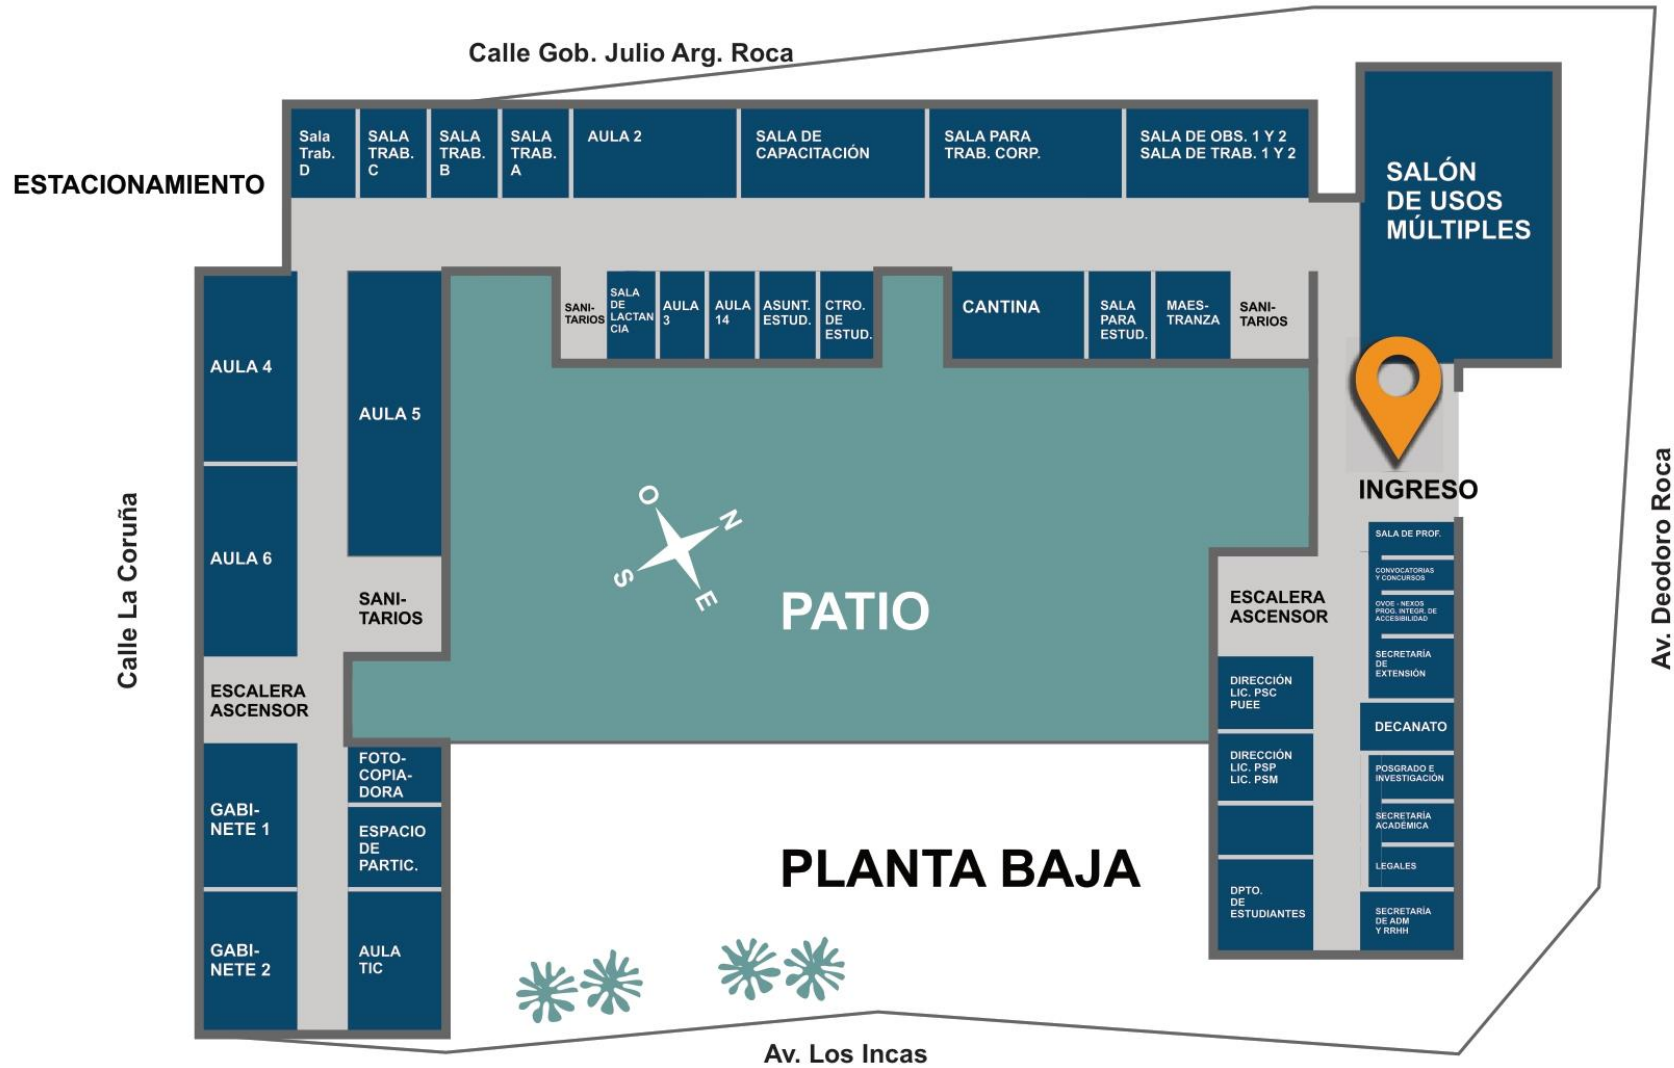 Calle Gob. Julio Arg. Roca
ESTACIONAMIENTO
Sala
Trab.
D
SALA
TRAB.
C
SALA
TRAB.
B
SALA
TRAB.
A
AULA 2
SALA DE
CAPACITACIÓN
SALA PARA
TRAB. CORP.
SALA DE OBS. 1 Y 2
SALA DE TRAB. 1 Y 2
SALÓN
DE USOS
MÚLTIPLES
AULA 4
AULA 5
SANI-
TARIOS
SALA
DE
LACTAN
CIA
AULA
3
AULA
14
ASUNT.
ESTUD.
CTRO.
DE
ESTUD.
CANTINA
SALA
PARA
ESTUD.
MAES-
TRANZA
SANI-
TARIOS
INGRESO
Calle La Coruña
AULA 6
SANI-
TARIOS
O
N
S
E
PATIO
ESCALERA
ASCENSOR
SALA DE PROF.
CONVOCATORIAS
Y CONCURSOS
OVOE - NEXOS
PROG. INTEGR. DE
ACCESIBILIDAD
SECRETARÍA
DE
EXTENSIÓN
Av. Deodoro Roca
ESCALERA
ASCENSOR
DIRECCIÓN
LIC. PSC
PUEE
DECANATO
FOTO-
COPIA-
DORA
DIRECCIÓN
LIC. PSP
LIC. PSM
POSGRADO E
INVESTIGACIÓN
GABI-
NETE 1
ESPACIO
DE
PARTIC.
PLANTA BAJA
SECRETARÍA
ACADÉMICA
LEGALES
GABI-
NETE 2
AULA
TIC
DPTO.
DE
ESTUDIANTES
SECRETARÍA
DE ADM
Y RRHH
Av. Los Incas